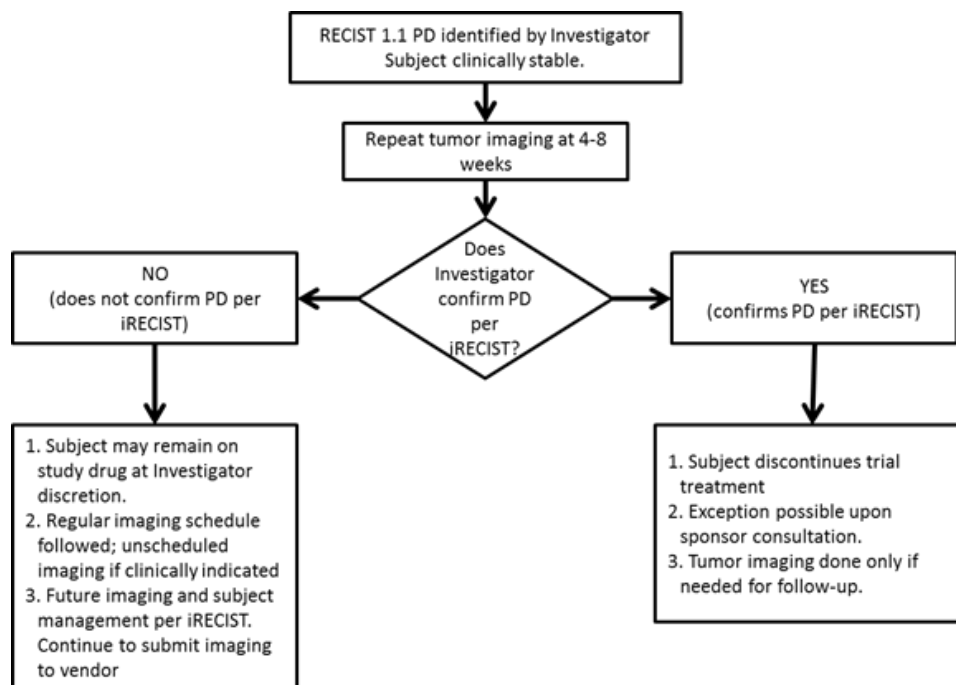 RECIST 1.1 PD identified by Investigator
Subject clinically stable.
Repeat tumor imaging at 4-8
weeks
Does
Investigator
confirm PD
per
iRECIST?
NO
(does not confirm PD per
iRECIST)
YES
(confirms PD per iRECIST)
1. Subject may remain on
study drug at Investigator
discretion.
2. Regular imaging schedule
followed; unscheduled
imaging if clinically indicated
3. Future imaging and subject
management per iRECIST.
Continue to submit imaging
to vendor
1. Subject discontinues trial
treatment
2. Exception possible upon
sponsor consultation.
3. Tumor imaging done only if
needed for follow-up.